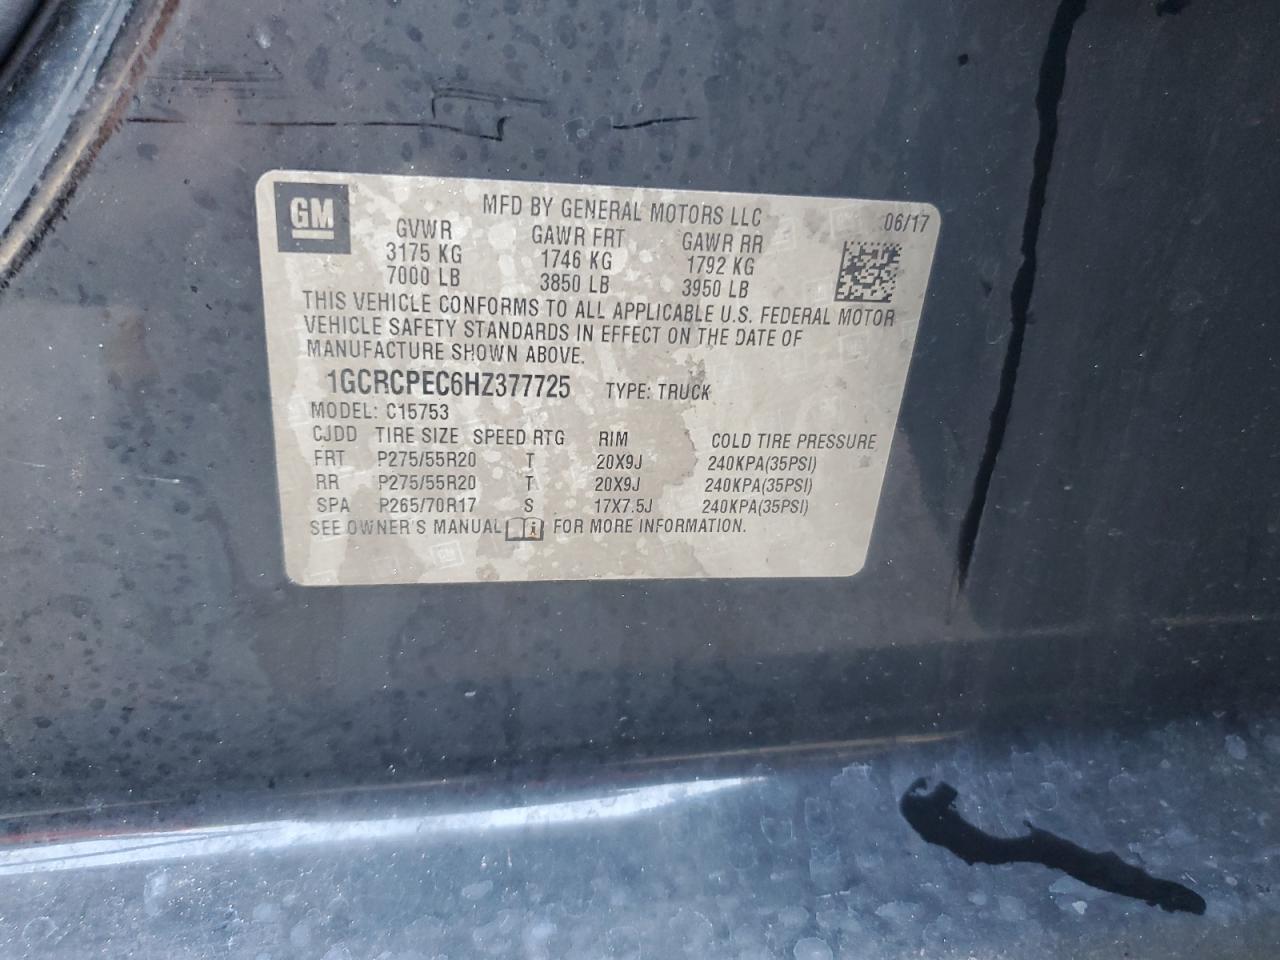 GM
MFD BY GENERAL MOTORS LLC 06/17
GVWR GAWR FRT GAWR RR
3175 KG 1746 KG 1792 KG
7000 LB 3850 LB 3950 LB
THIS VEHICLE CONFORMS TO ALL APPLICABLE U.S. FEDERAL MOTOR
VEHICLE SAFETY STANDARDS IN EFFECT ON THE DATE OF
MANUFACTURE SHOWN ABOVE.
1GCRCPEC6HZ377725 TYPE: TRUCK
MODEL: C15753
CJDD TIRE SIZE SPEED RTG RIM COLD TIRE PRESSURE
FRT P275/55R20 T 20X9J 240KPA(35PSI)
RR P275/55R20 T 20X9J 240KPA(35PSI)
SPA P265/70R17 S 17X7.5J 240KPA(35PSI)
SEE OWNER'S MANUAL FOR MORE INFORMATION.
GM